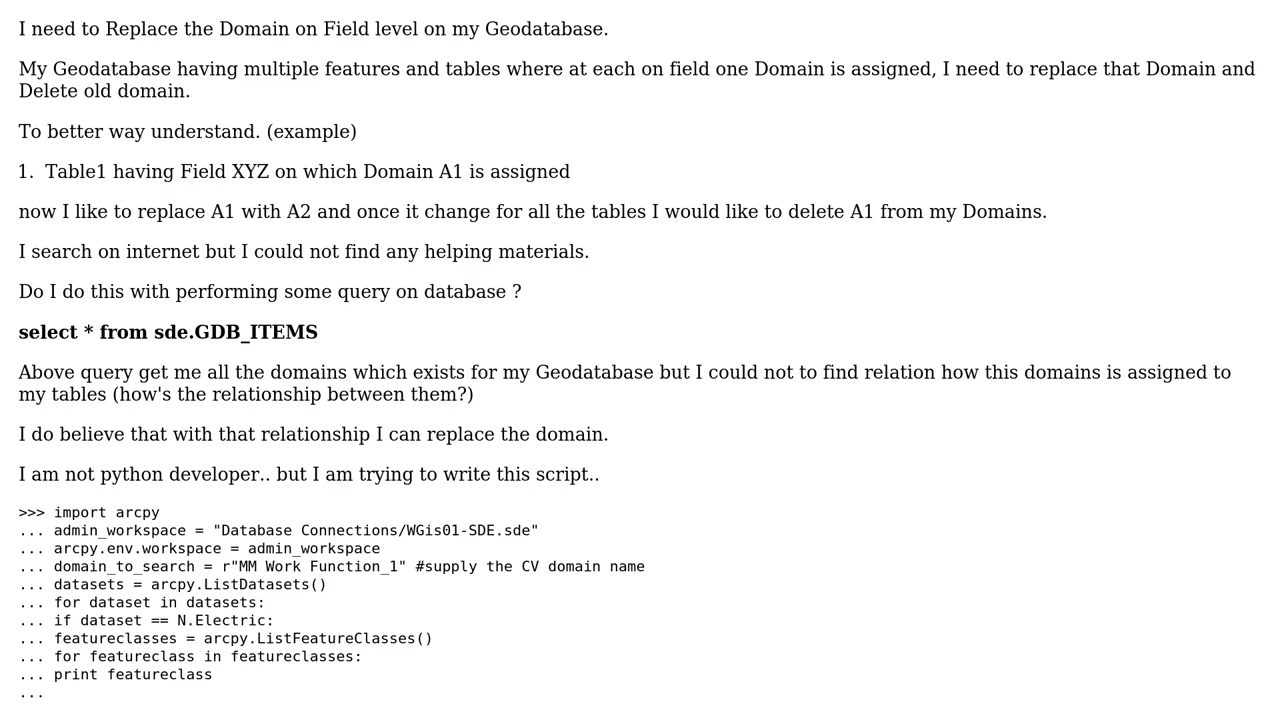 I need to Replace the Domain on Field level on my Geodatabase.
My Geodatabase having multiple features and tables where at each on field one Domain is assigned, I need to replace that Domain and
Delete old domain.
To better way understand. (example)
1. Table1 having Field XYZ on which Domain A1 is assigned
now I like to replace A1 with A2 and once it change for all the tables I would like to delete A1 from my Domains.
I search on internet but I could not find any helping materials.
Do I do this with performing some query on database ?
select * from sde.GDB_ITEMS
Above query get me all the domains which exists for my Geodatabase but I could not to find relation how this domains is assigned to
my tables (how's the relationship between them?)
I do believe that with that relationship I can replace the domain.
I am not python developer.. but I am trying to write this script..
>>> import arcpy
... admin_workspace = "Database Connections/WGis01-SDE.sde"
... arcpy.env.workspace = admin_workspace
... domain_to_search = r"MM Work Function_1" #supply the CV domain name
... datasets = arcpy.ListDatasets()
... for dataset in datasets:
... if dataset == N.Electric:
... featureclasses = arcpy.ListFeatureClasses()
... for featureclass in featureclasses:
... print featureclass
...